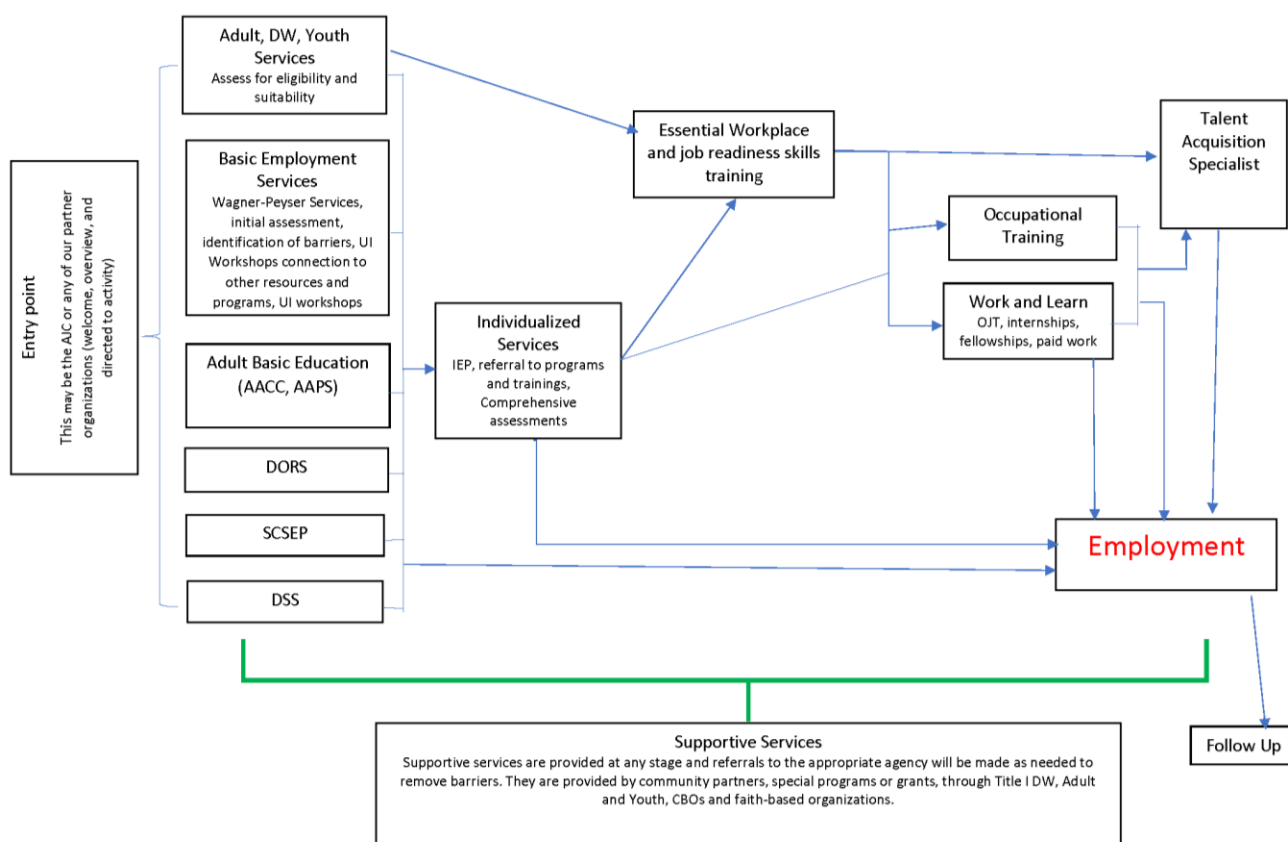 Entry point
This may be the AJC or any of our partner
organizations (welcome, overview, and
directed to activity)
Adult, DW, Youth
Services
Assess for eligibility and
suitability
Basic Employment
Services
Wagner-Peyser Services,
initial assessment,
identification of barriers, UI
Workshops connection to
other resources and
programs, UI workshops
Adult Basic Education
(AACC, AAPS)
DORS
SCSEP
DSS
Individualized
Services
IEP, referral to programs
and trainings,
Comprehensive
assessments
Essential Workplace
and job readiness skills
training
Occupational
Training
Work and Learn
OJT, internships,
fellowships, paid work
Talent
Acquisition
Specialist
Employment
Follow Up
Supportive Services
Supportive services are provided at any stage and referrals to the appropriate agency will be made as needed to
remove barriers. They are provided by community partners, special programs or grants, through Title I DW, Adult
and Youth, CBOs and faith-based organizations.